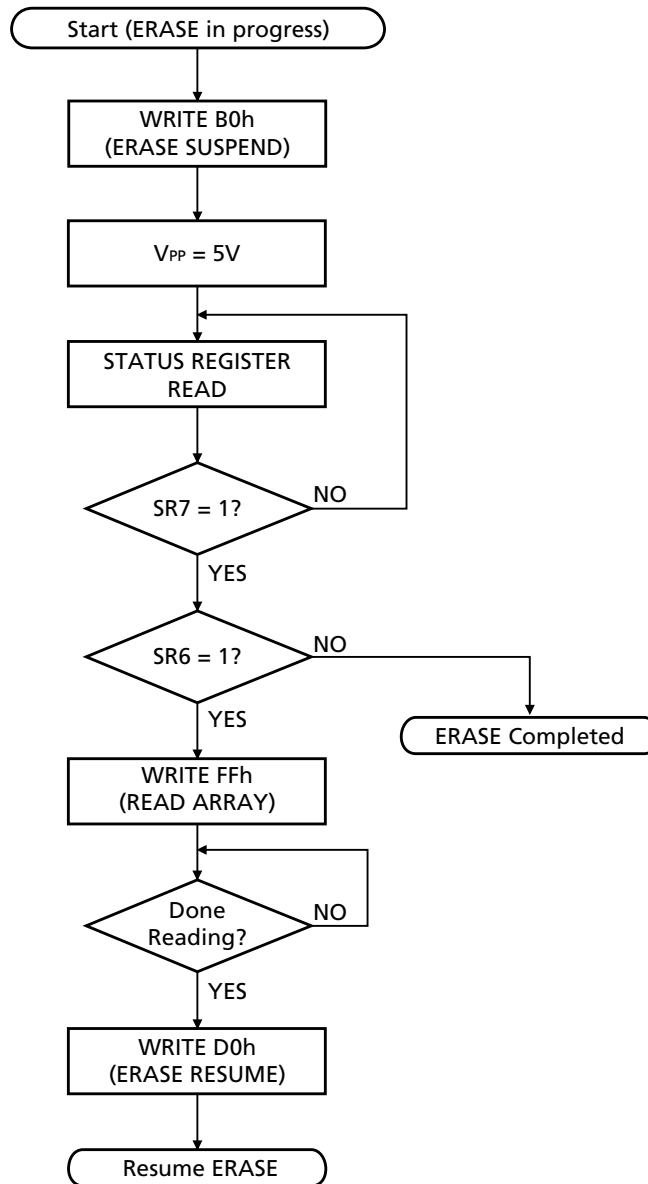 Start (ERASE in progress)
WRITE B0h
(ERASE SUSPEND)
VPP = 5V
STATUS REGISTER
READ
SR7 = 1?
NO
YES
SR6 = 1?
NO
YES
ERASE Completed
WRITE FFh
(READ ARRAY)
Done
Reading?
NO
YES
WRITE D0h
(ERASE RESUME)
Resume ERASE